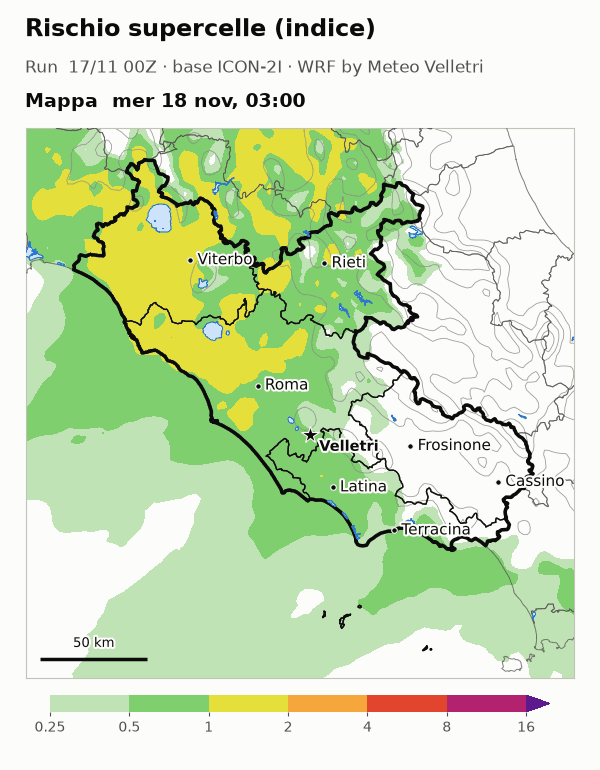 Rischio supercelle (indice)
Run  17/11 00Z · base ICON-2I · WRF by Meteo Velletri
Mappa  mer 18 nov, 03:00
Viterbo
Rieti
Roma
Velletri
Frosinone
Cassino
Latina
Terracina
50 km
0.25 0.5 1 2 4 8 16